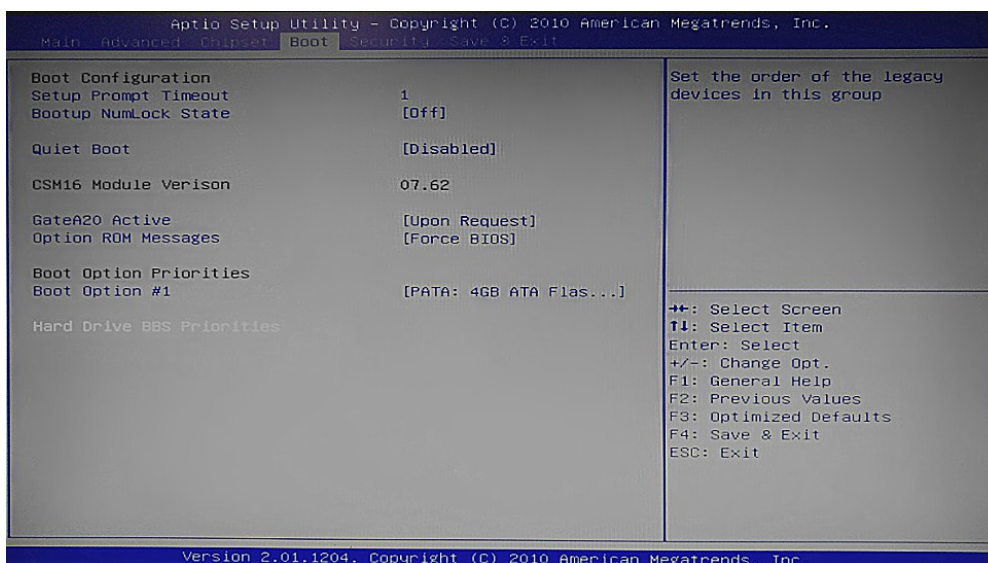 Aptio Setup Utility – Copyright (C) 2010 American Megatrends, Inc.
Main Advanced Chipset Boot Security Save & Exit
Boot Configuration
Setup Prompt Timeout 1
Bootup NumLock State [Off]
Quiet Boot [Disabled]
CSM16 Module Verison 07.62
GateA20 Active [Upon Request]
Option ROM Messages [Force BIOS]
Boot Option Priorities
Boot Option #1 [PATA: 4GB ATA Flas...]
Hard Drive BBS Priorities
Set the order of the legacy
devices in this group
→←: Select Screen
↑↓: Select Item
Enter: Select
+/-: Change Opt.
F1: General Help
F2: Previous Values
F3: Optimized Defaults
F4: Save & Exit
ESC: Exit
Version 2.01.1204. Copyright (C) 2010 American Megatrends, Inc.